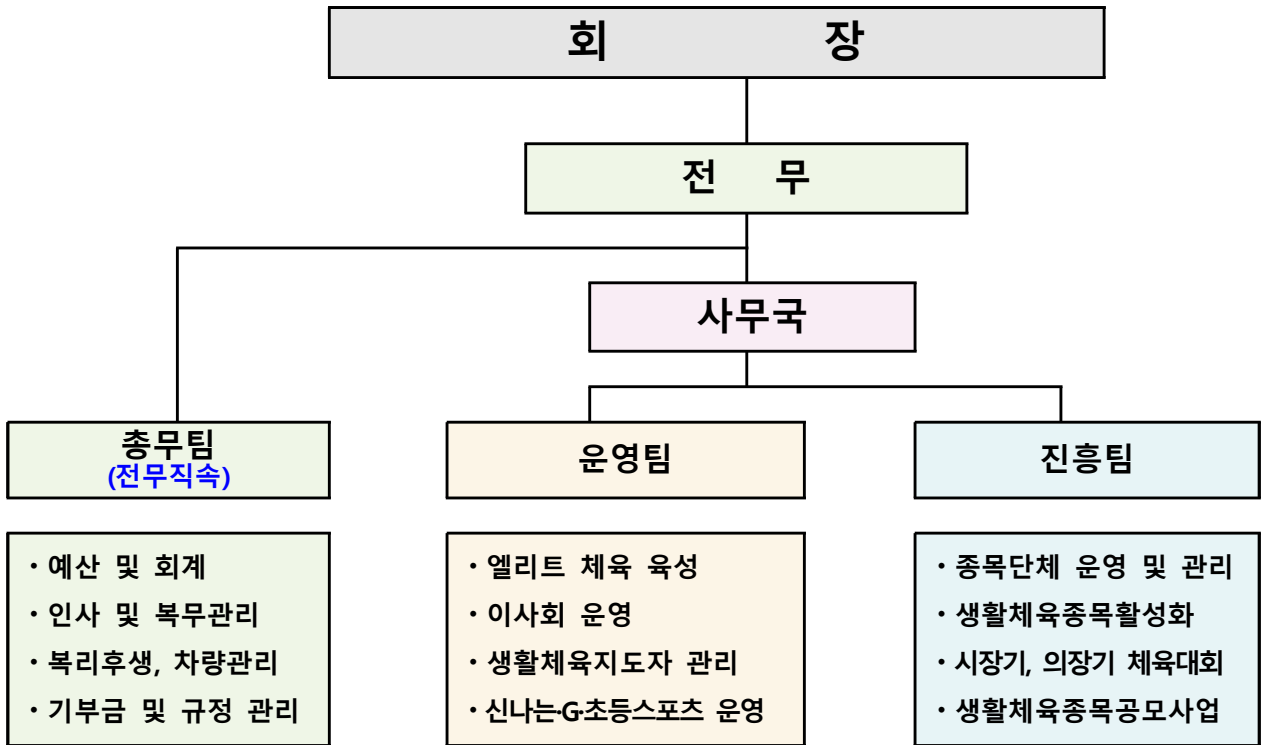 회 장
전 무
사무국
총무팀
(전무직속)
운영팀
진흥팀
・예산 및 회계
・인사 및 복무관리
・복리후생, 차량관리
・기부금 및 규정 관리
・엘리트 체육 육성
・이사회 운영
・생활체육지도자 관리
・신나는·G·초등스포츠 운영
・종목단체 운영 및 관리
・생활체육종목활성화
・시장기, 의장기 체육대회
・생활체육종목공모사업